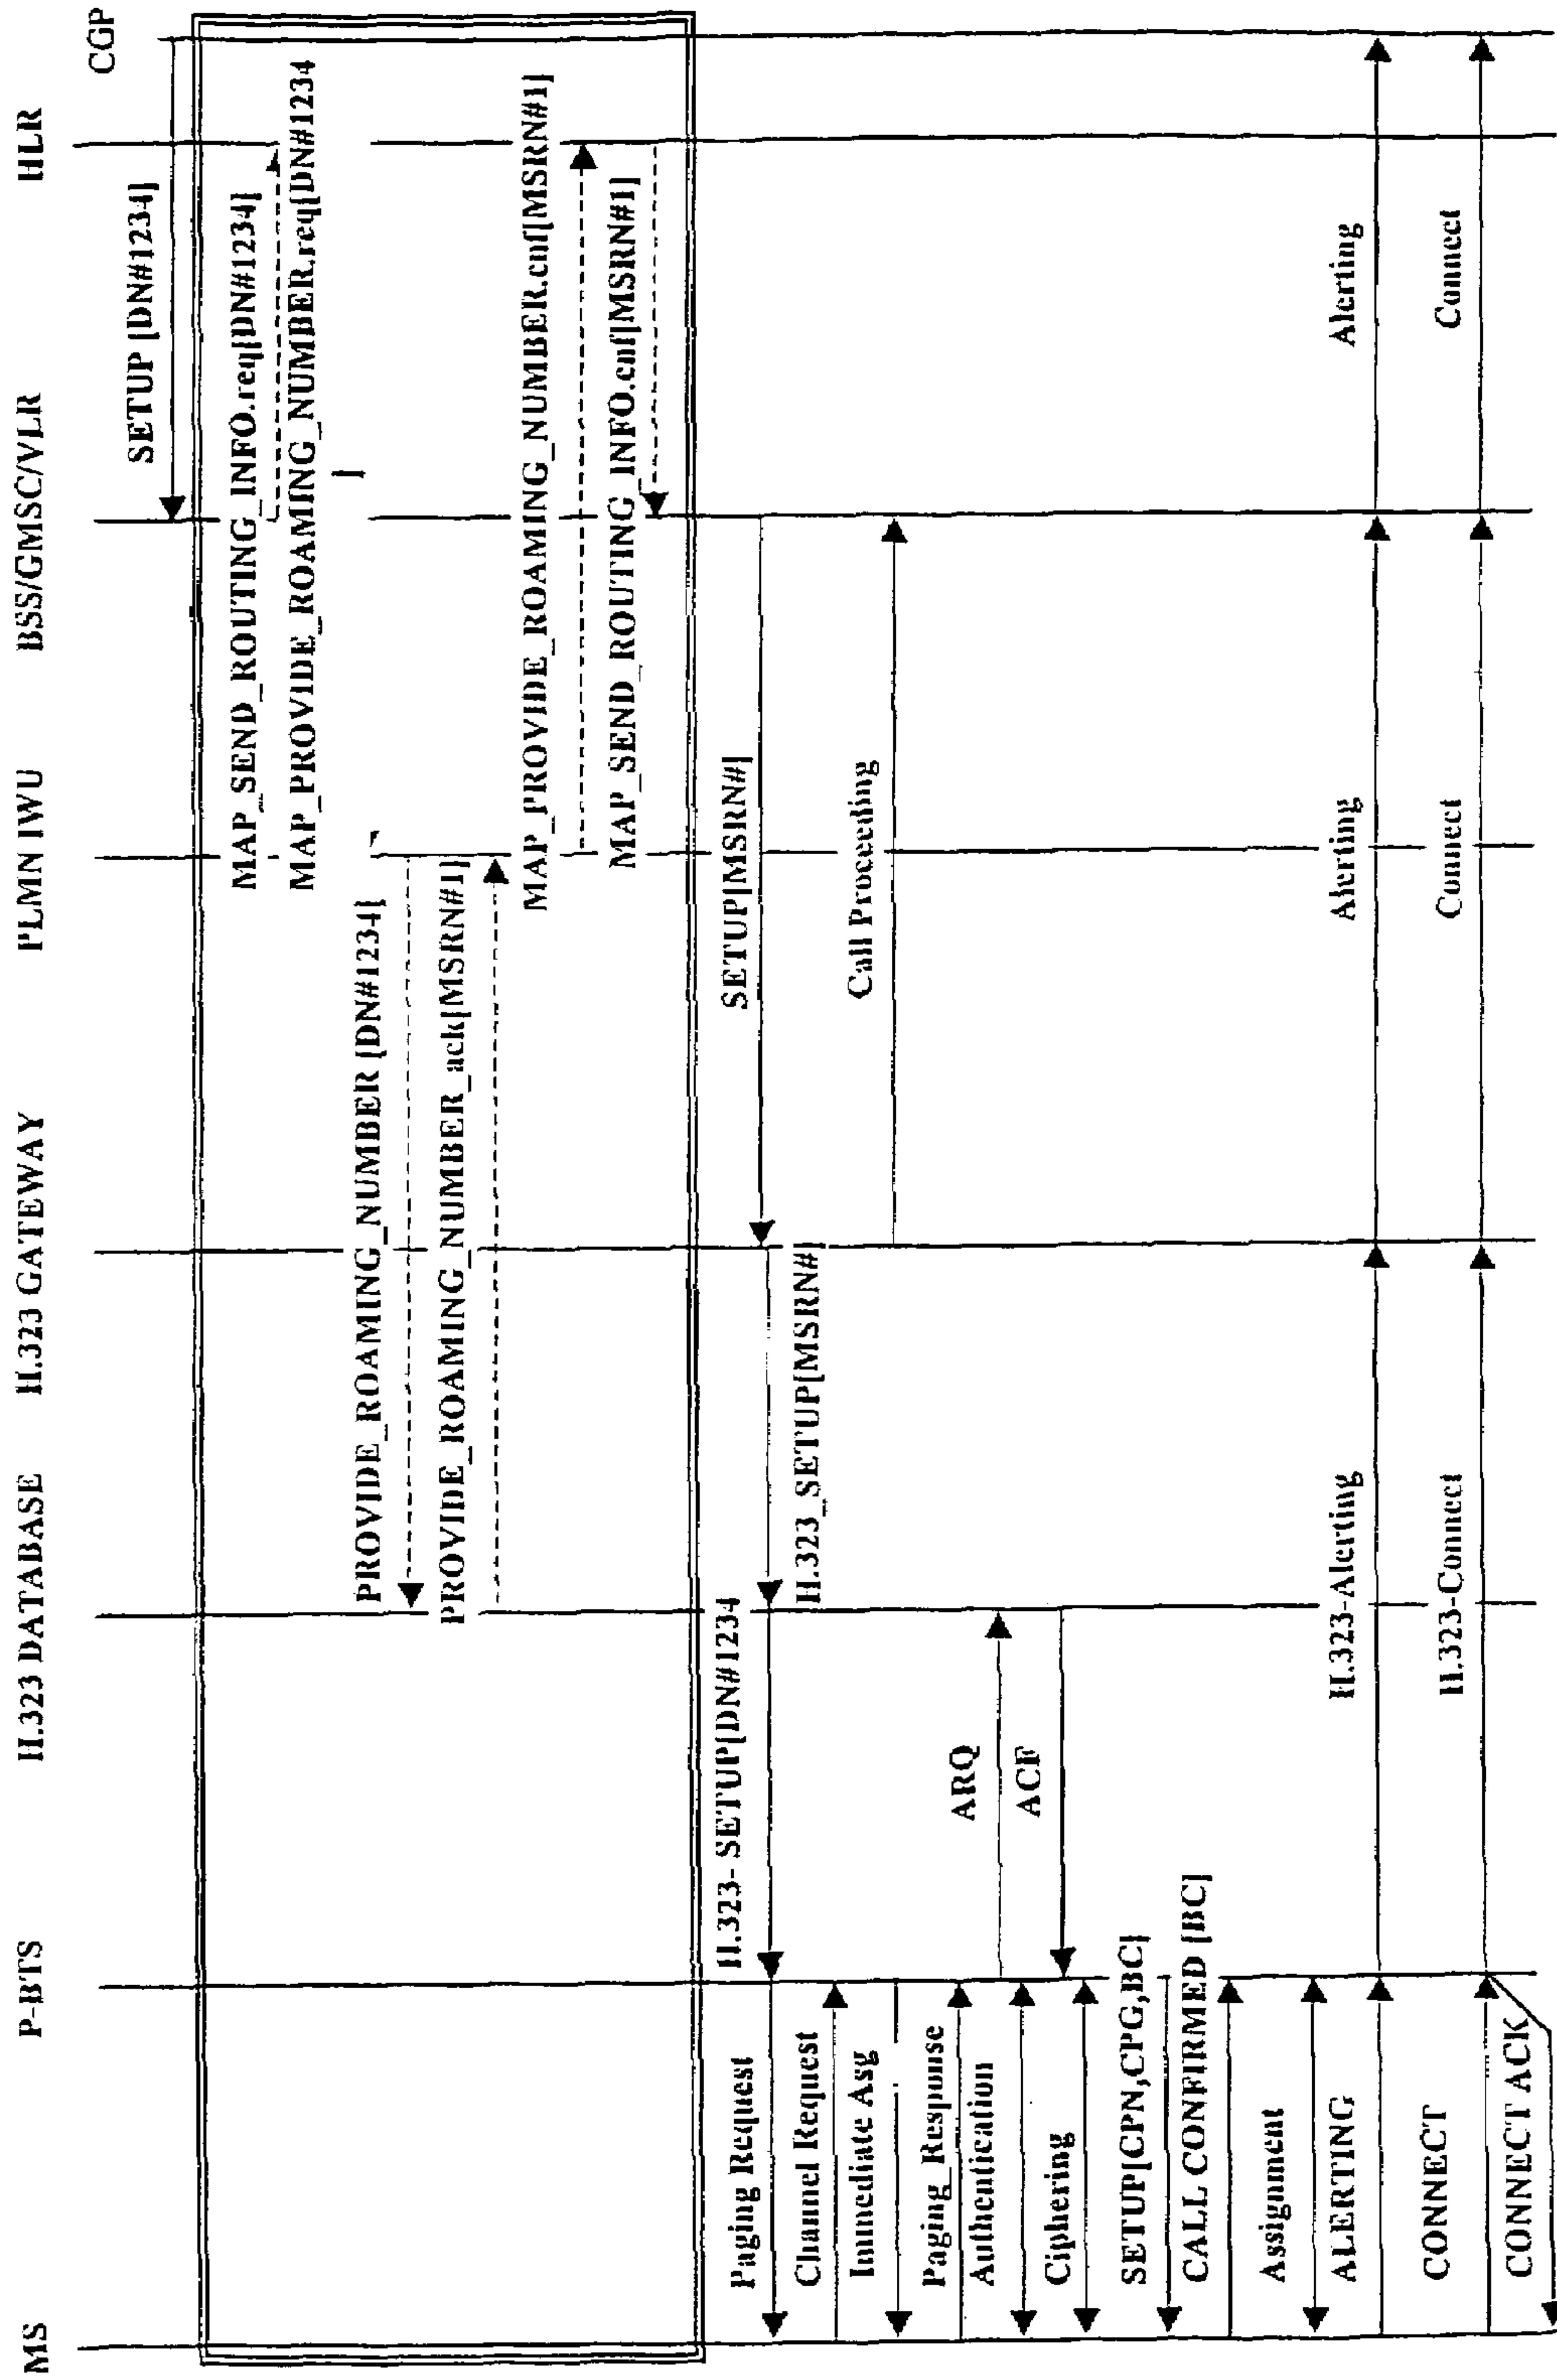 MS
P-BTS
H.323 DATABASE
H.323 GATEWAY
PLMN IWU
BSS/GMSC/VLR
HLR
CGP
SETUP [DN#1234]
MAP_SEND_ROUTING_INFO.req[DN#1234]
MAP_PROVIDE_ROAMING_NUMBER.req[DN#1234
]
PROVIDE_ROAMING_NUMBER [DN#1234]
PROVIDE_ROAMING_NUMBER_ack[MSRN#1]
MAP_PROVIDE_ROAMING_NUMBER.cnf[MSRN#1]
MAP_SEND_ROUTING_INFO.cnf[MSRN#1]
SETUP[MSRN#]
H.323_SETUP[MSRN#]
H.323- SETUP[DN#1234
Paging Request
Channel Request
Immediate Asg
Call Proceeding
Paging_Response
Authentication
ARQ
ACF
Ciphering
SETUP[CPN,CPG,BC]
CALL CONFIRMED [BC]
Assignment
ALERTING
H.323-Alerting
Alerting
Alerting
CONNECT
H.323-Connect
Connect
Connect
CONNECT ACK